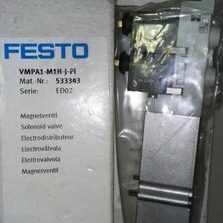 FESTO
VMPA1-M1H-J-PI
Mat.-Nr.: 533343
Serie: ED02
Magnetventil
Solenoid valve
Electrodistributeur
Electroválvula
Elettrovalvola
Magnetventil